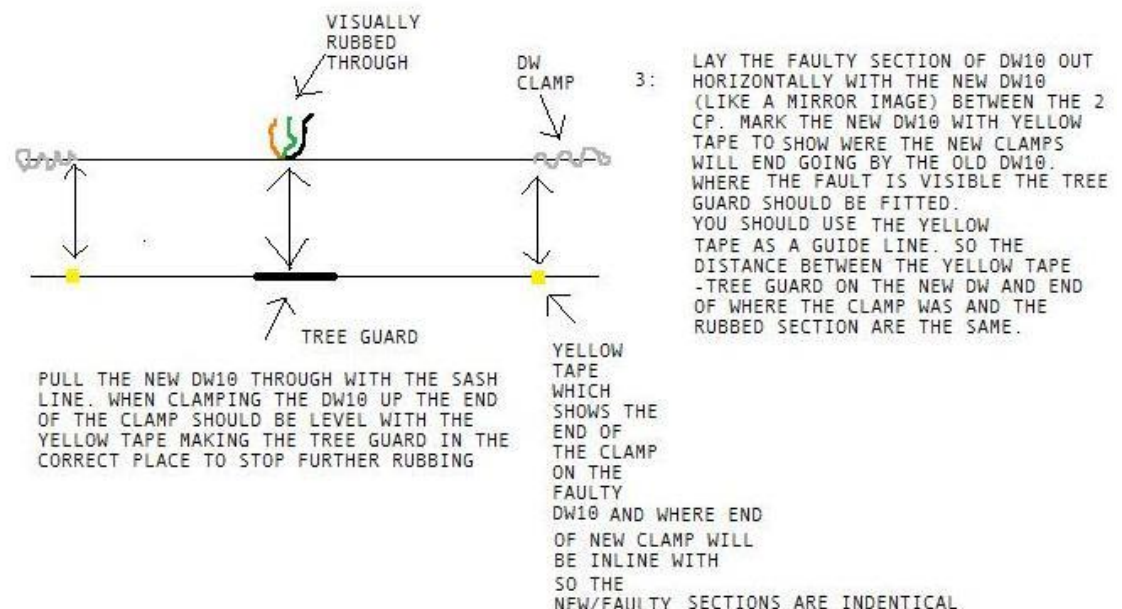 VISUALLY
RUBBED
THROUGH
DW
CLAMP
3:
LAY THE FAULTY SECTION OF DW10 OUT
HORIZONTALLY WITH THE NEW DW10
(LIKE A MIRROR IMAGE) BETWEEN THE 2
CP. MARK THE NEW DW10 WITH YELLOW
TAPE TO SHOW WERE THE NEW CLAMPS
WILL END GOING BY THE OLD DW10.
WHERE THE FAULT IS VISIBLE THE TREE
GUARD SHOULD BE FITTED.
YOU SHOULD USE THE YELLOW
TAPE AS A GUIDE LINE. SO THE
DISTANCE BETWEEN THE YELLOW TAPE
-TREE GUARD ON THE NEW DW AND END
OF WHERE THE CLAMP WAS AND THE
RUBBED SECTION ARE THE SAME.
TREE GUARD
PULL THE NEW DW10 THROUGH WITH THE SASH
LINE. WHEN CLAMPING THE DW10 UP THE END
OF THE CLAMP SHOULD BE LEVEL WITH THE
YELLOW TAPE MAKING THE TREE GUARD IN THE
CORRECT PLACE TO STOP FURTHER RUBBING
YELLOW
TAPE
WHICH
SHOWS THE
END OF
THE CLAMP
ON THE
FAULTY
DW10 AND WHERE END
OF NEW CLAMP WILL
BE INLINE WITH
SO THE
NEW/FAULTY SECTIONS ARE INDENTICAL